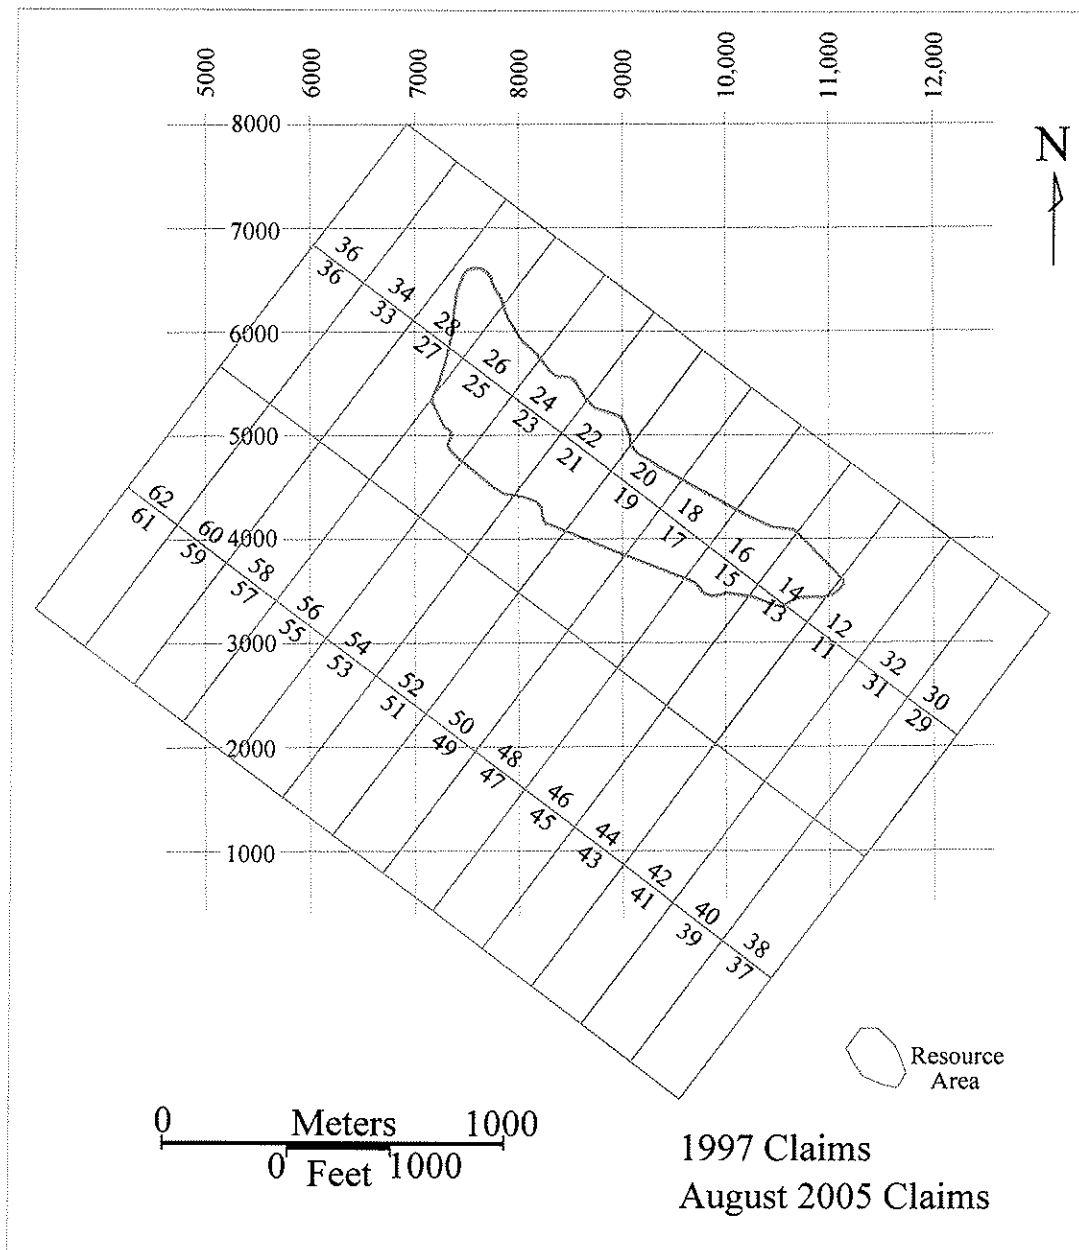 5000 6000 7000 8000 9000 10,000 11,000 12,000
N
8000
7000
6000
5000
4000
3000
2000
1000
36 34 28 26 24 22 20 18 16 14 12 32 30
36 33 27 25 23 21 19 17 15 13 11 31 29
62 60 58 56 54 52 50 48 46 44 42 40 38
61 59 57 55 53 51 49 47 45 43 41 39 37
Resource
Area
0 Meters 1000
0 Feet 1000
1997 Claims
August 2005 Claims